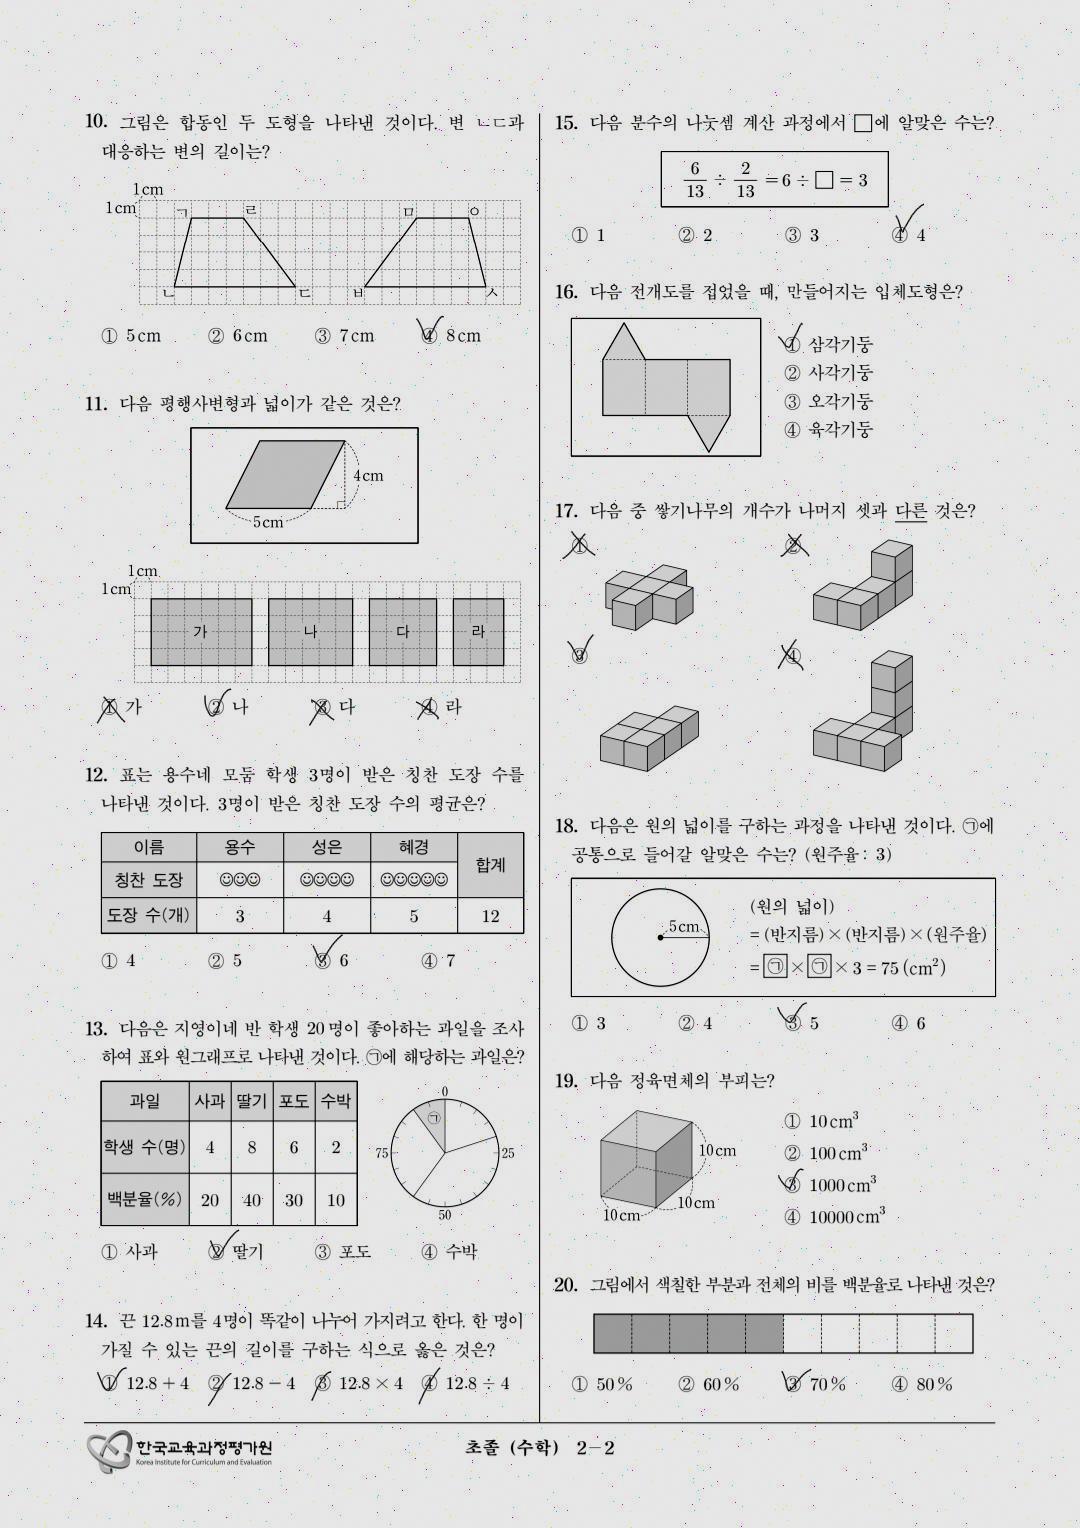 10. 그림은 합동인 두 도형을 나타낸 것이다. 변 ㄴㄷ과
대응하는 변의 길이는?
1cm
1cm
ㄱ ㄹ ㅁ ㅇ
ㄴ ㄷ ㅂ ㅅ
① 5cm ② 6cm ③ 7cm ④ 8cm
11. 다음 평행사변형과 넓이가 같은 것은?
4cm
5cm
1cm
1cm
가 나 다 라
① 가 ② 나 ③ 다 ④ 라
12. 표는 용수네 모둠 학생 3명이 받은 칭찬 도장 수를
나타낸 것이다. 3명이 받은 칭찬 도장 수의 평균은?
이름 용수 성은 혜경 합계
칭찬 도장 ☺☺☺ ☺☺☺☺ ☺☺☺☺☺
도장 수(개) 3 4 5 12
① 4 ② 5 ③ 6 ④ 7
13. 다음은 지영이네 반 학생 20명이 좋아하는 과일을 조사
하여 표와 원그래프로 나타낸 것이다. ㉠에 해당하는 과일은?
과일 사과 딸기 포도 수박
학생 수(명) 4 8 6 2
백분율(%) 20 40 30 10
0
㉠
75 25
50
① 사과 ② 딸기 ③ 포도 ④ 수박
14. 끈 12.8m를 4명이 똑같이 나누어 가지려고 한다. 한 명이
가질 수 있는 끈의 길이를 구하는 식으로 옳은 것은?
① 12.8 + 4 ② 12.8 − 4 ③ 12.8 × 4 ④ 12.8 ÷ 4
15. 다음 분수의 나눗셈 계산 과정에서 □에 알맞은 수는?
6/13 ÷ 2/13 = 6 ÷ □ = 3
① 1 ② 2 ③ 3 ④ 4
16. 다음 전개도를 접었을 때, 만들어지는 입체도형은?
① 삼각기둥
② 사각기둥
③ 오각기둥
④ 육각기둥
17. 다음 중 쌓기나무의 개수가 나머지 셋과 다른 것은?
① ②
③ ④
18. 다음은 원의 넓이를 구하는 과정을 나타낸 것이다. ㉠에
공통으로 들어갈 알맞은 수는? (원주율 : 3)
5cm
(원의 넓이)
= (반지름) × (반지름) × (원주율)
= ㉠ × ㉠ × 3 = 75 (cm²)
① 3 ② 4 ③ 5 ④ 6
19. 다음 정육면체의 부피는?
10cm
10cm
10cm
① 10cm³
② 100cm³
③ 1000cm³
④ 10000cm³
20. 그림에서 색칠한 부분과 전체의 비를 백분율로 나타낸 것은?
① 50% ② 60% ③ 70% ④ 80%
한국교육과정평가원
Korea Institute for Curriculum and Evaluation
초졸 (수학) 2−2